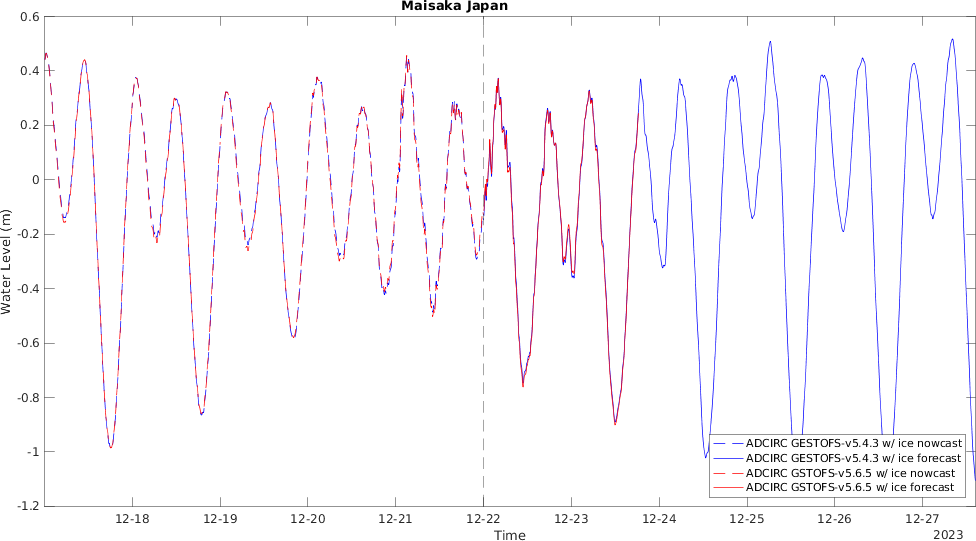 Maisaka Japan
0.6
0.4
0.2
0
-0.2
-0.4
-0.6
-0.8
-1
-1.2
Water Level (m)
ADCIRC GESTOFS-v5.4.3 w/ ice nowcast
ADCIRC GESTOFS-v5.4.3 w/ ice forecast
ADCIRC GSTOFS-v5.6.5 w/ ice nowcast
ADCIRC GSTOFS-v5.6.5 w/ ice forecast
12-18 12-19 12-20 12-21 12-22 12-23 12-24 12-25 12-26 12-27
Time
2023